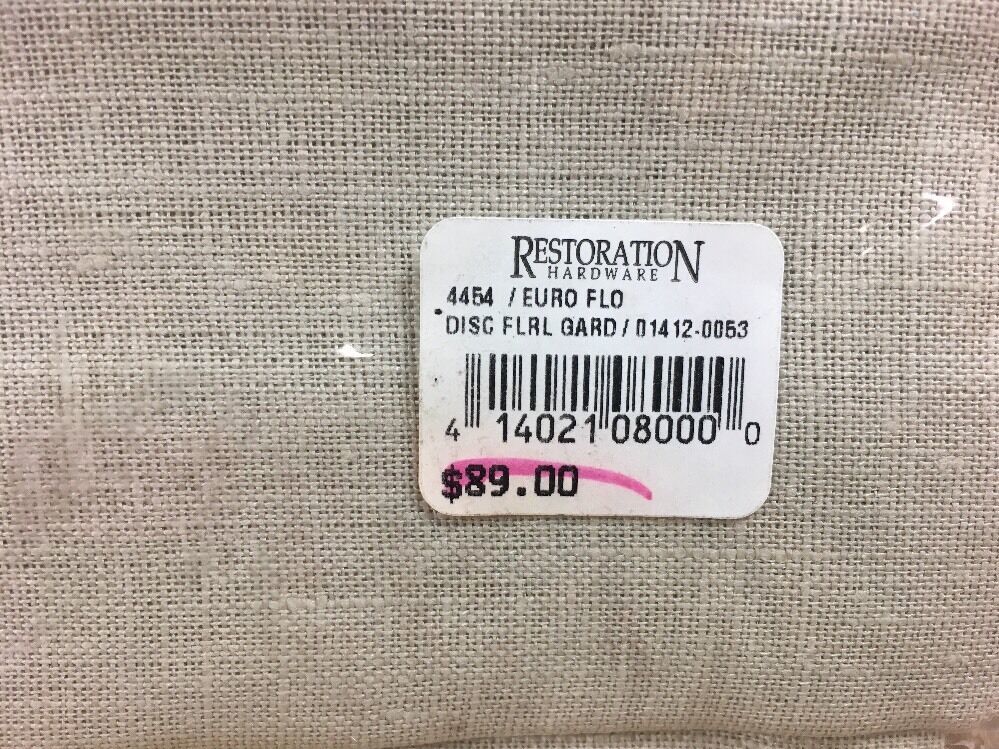 RESTORATION
HARDWARE
4454 / EURO FLO
DISC FLRL GARD / 01412-0053
4 14021 08000 0
$89.00